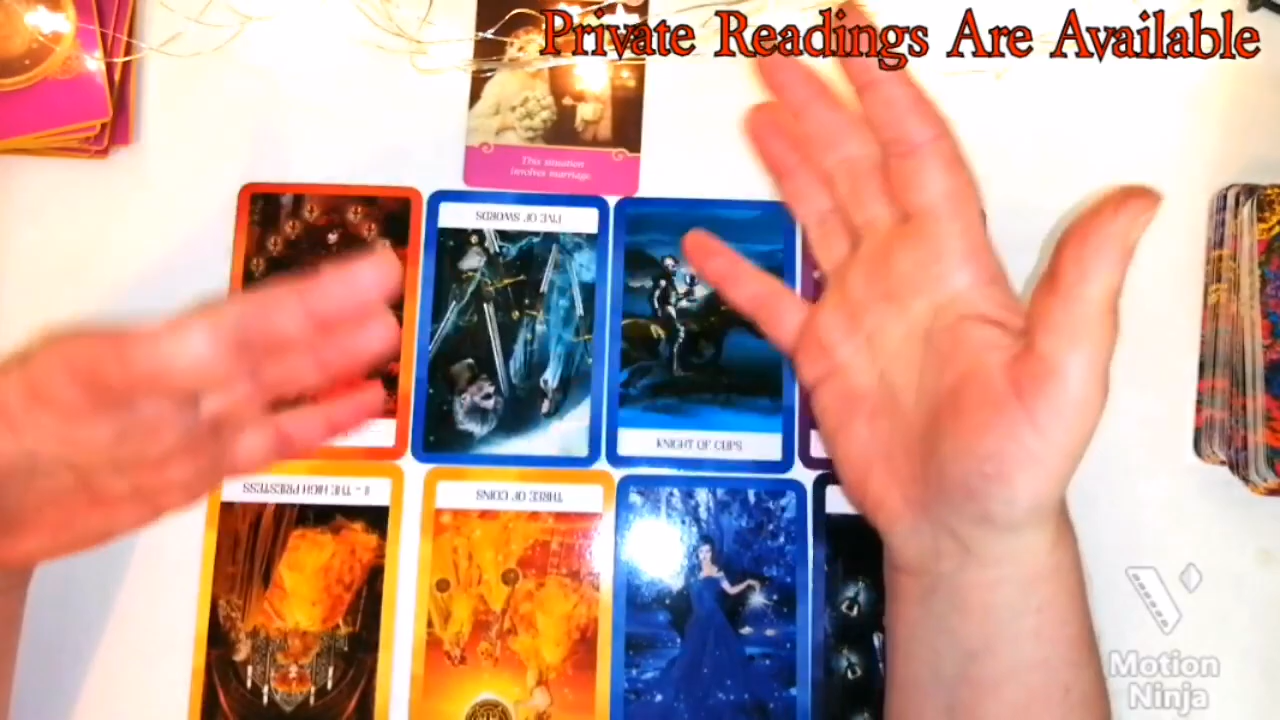 Private Readings Are Available
This situation
involves marriage.
FIVE OF SWORDS
KNIGHT OF CUPS
II - THE HIGH PRIESTESS
THREE OF COINS
Motion
Ninja